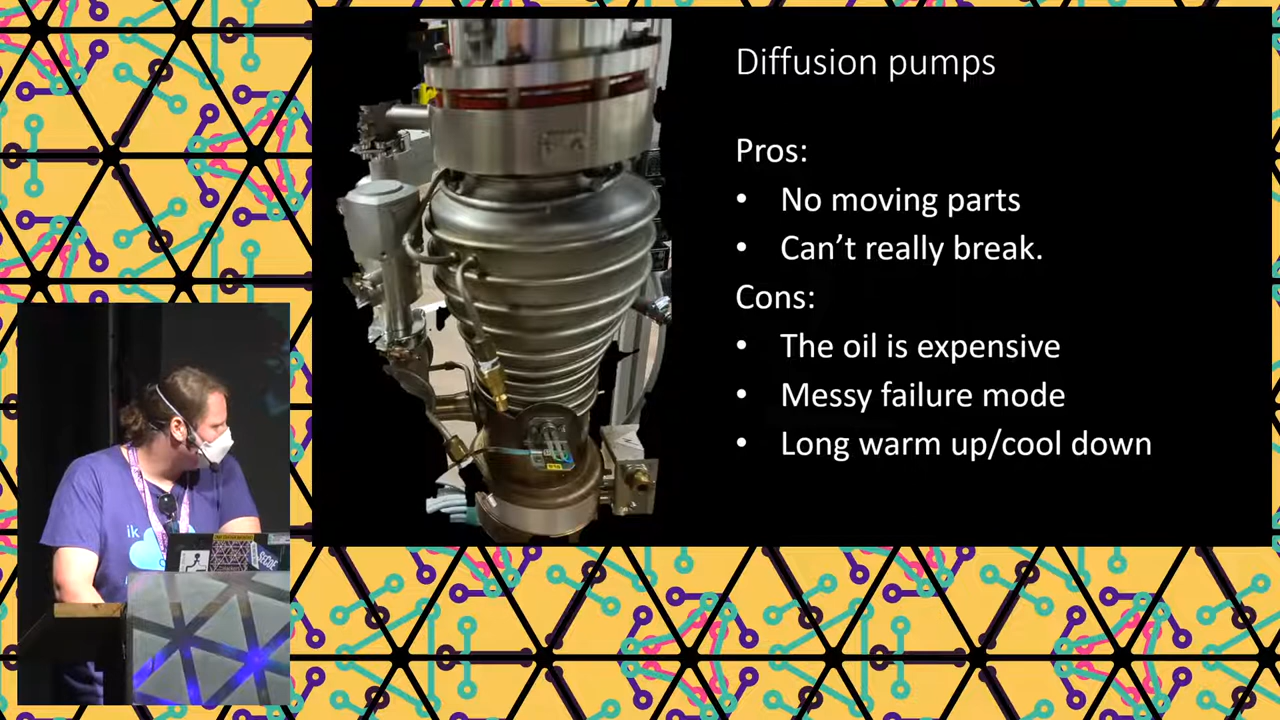 Diffusion pumps
Pros:
• No moving parts
• Can’t really break.
Cons:
• The oil is expensive
• Messy failure mode
• Long warm up/cool down
ik